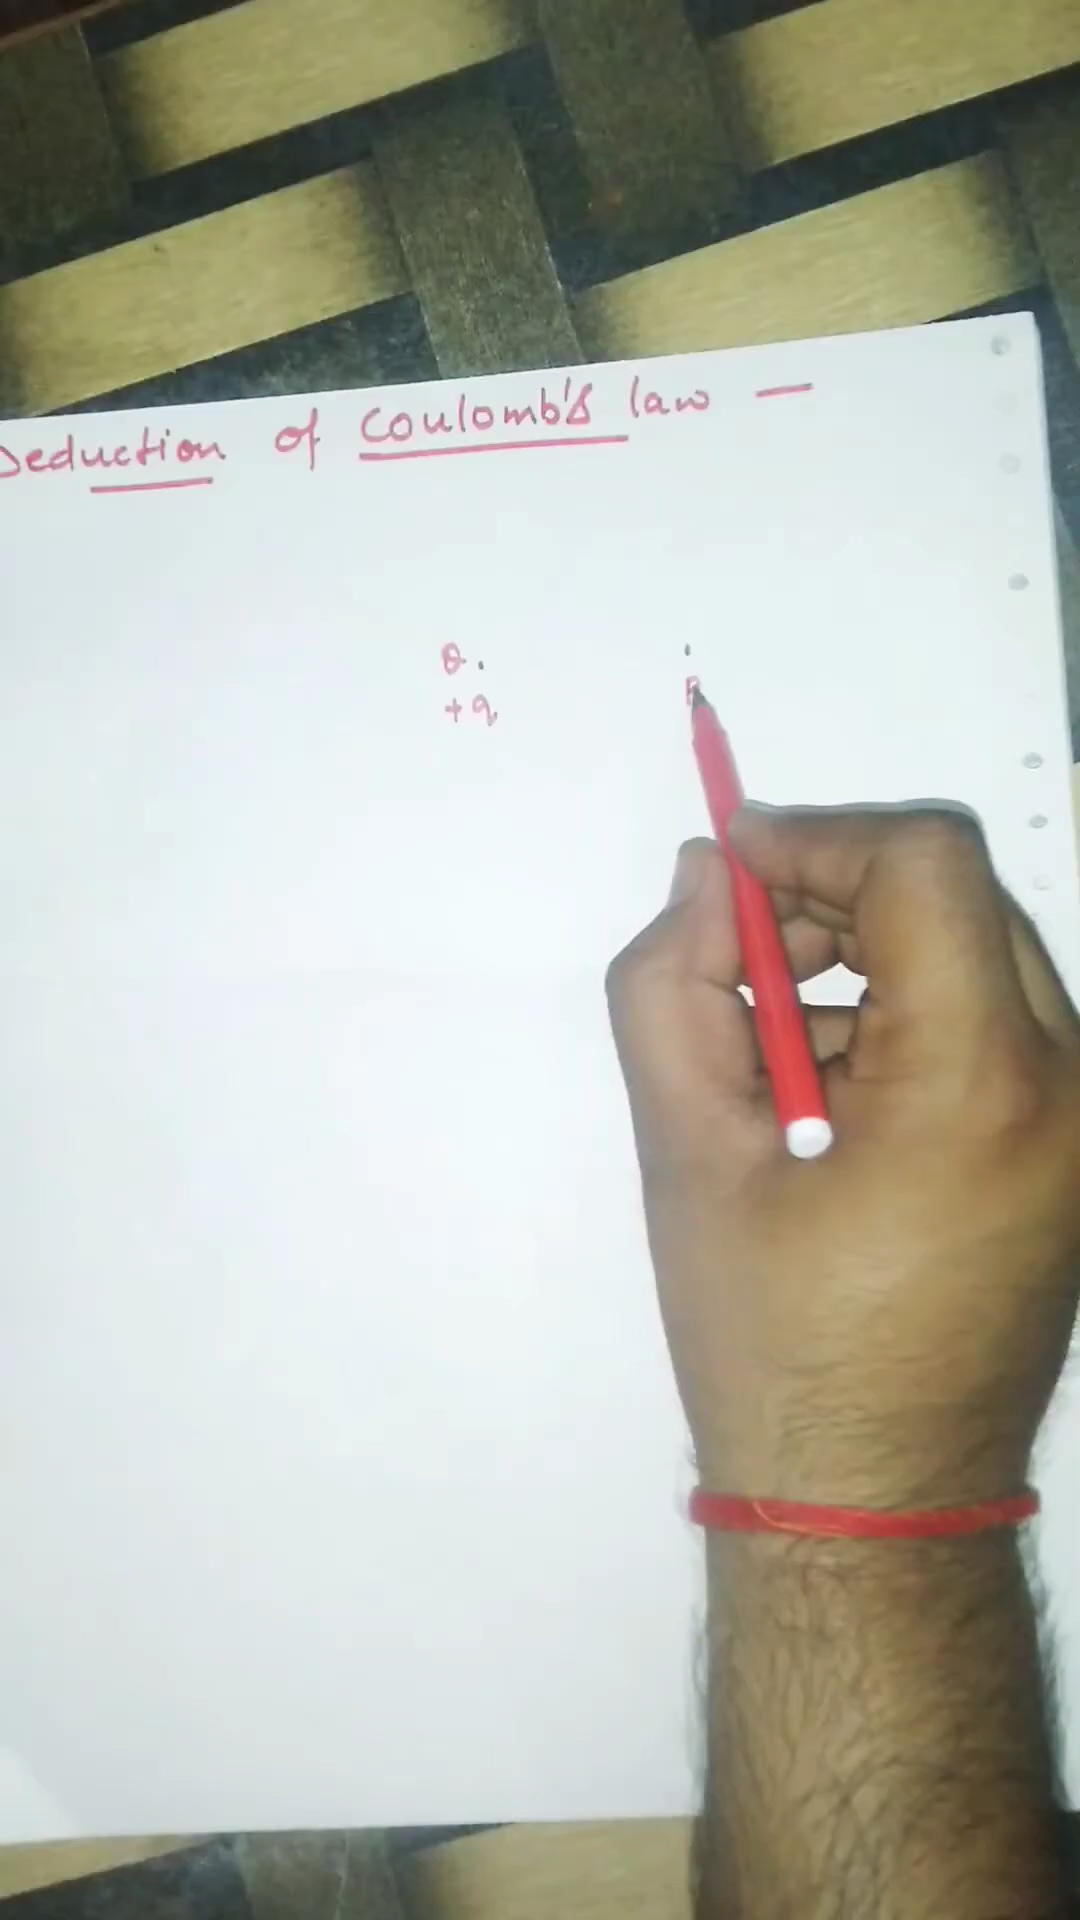 Deduction of Coulomb's law —
θ .
+q
P